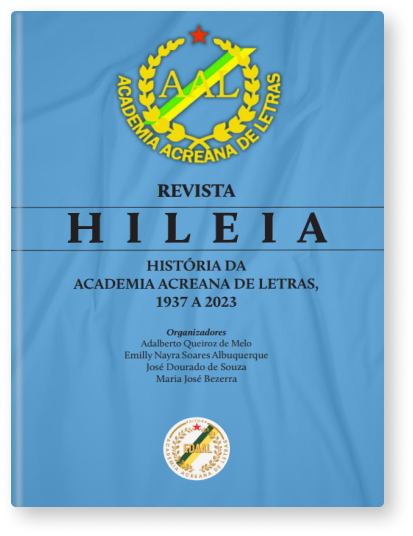 AAL
ACADEMIA ACREANA DE LETRAS
REVISTA
HILEIA
HISTÓRIA DA
ACADEMIA ACREANA DE LETRAS,
1937 A 2023
Organizadores
Adalberto Queiroz de Melo
Emilly Nayra Soares Albuquerque
José Dourado de Souza
Maria José Bezerra
EDAAL
ACADEMIA ACREANA DE LETRAS